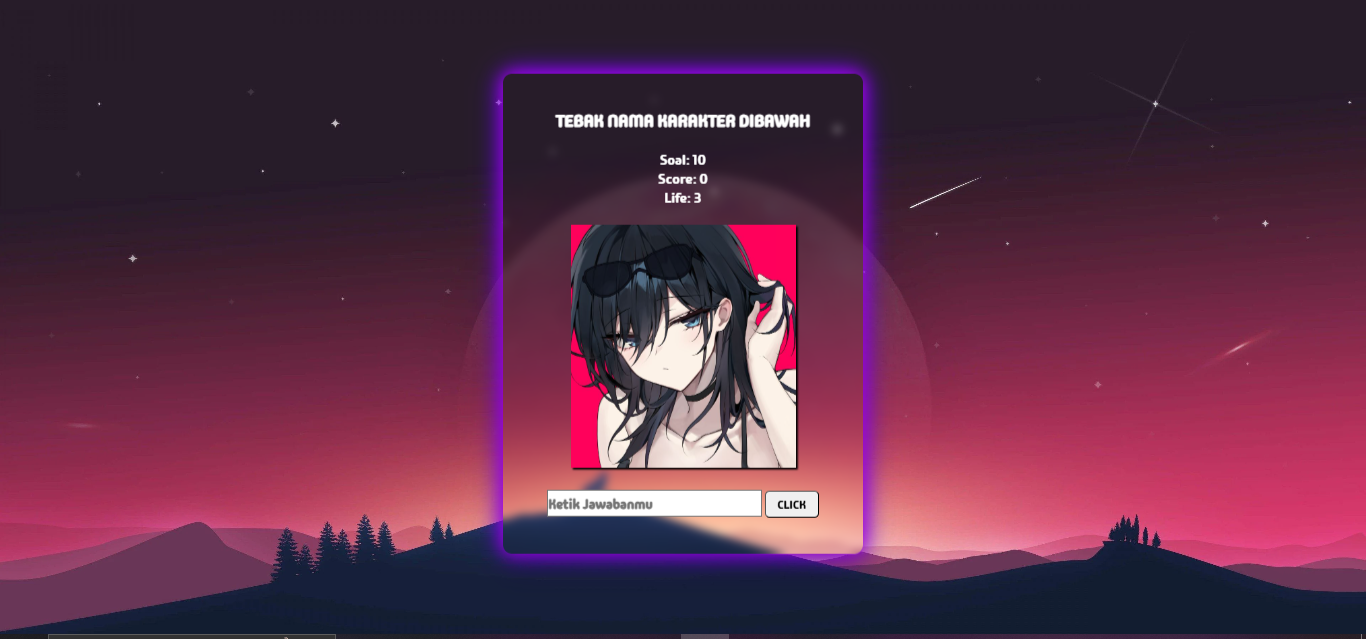 TEBAK NAMA KARAKTER DIBAWAH
Soal: 10
Score: 0
Life: 3
Ketik Jawabanmu
CLICK